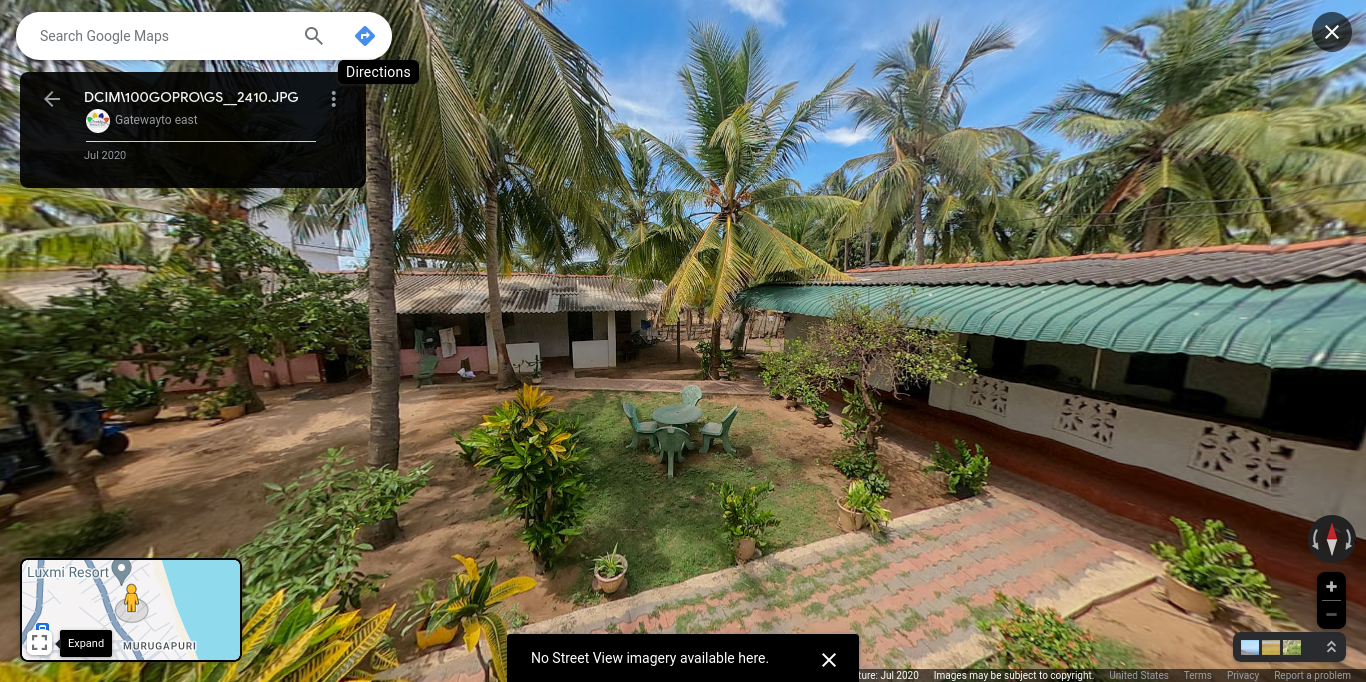 Search Google Maps
Directions
DCIM\100GOPRO\GS__2410.JPG
Gatewayto east
Jul 2020
Luxmi Resort
Expand
MURUGAPURI
No Street View imagery available here.
ture: Jul 2020 Images may be subject to copyright. United States Terms Privacy Report a problem